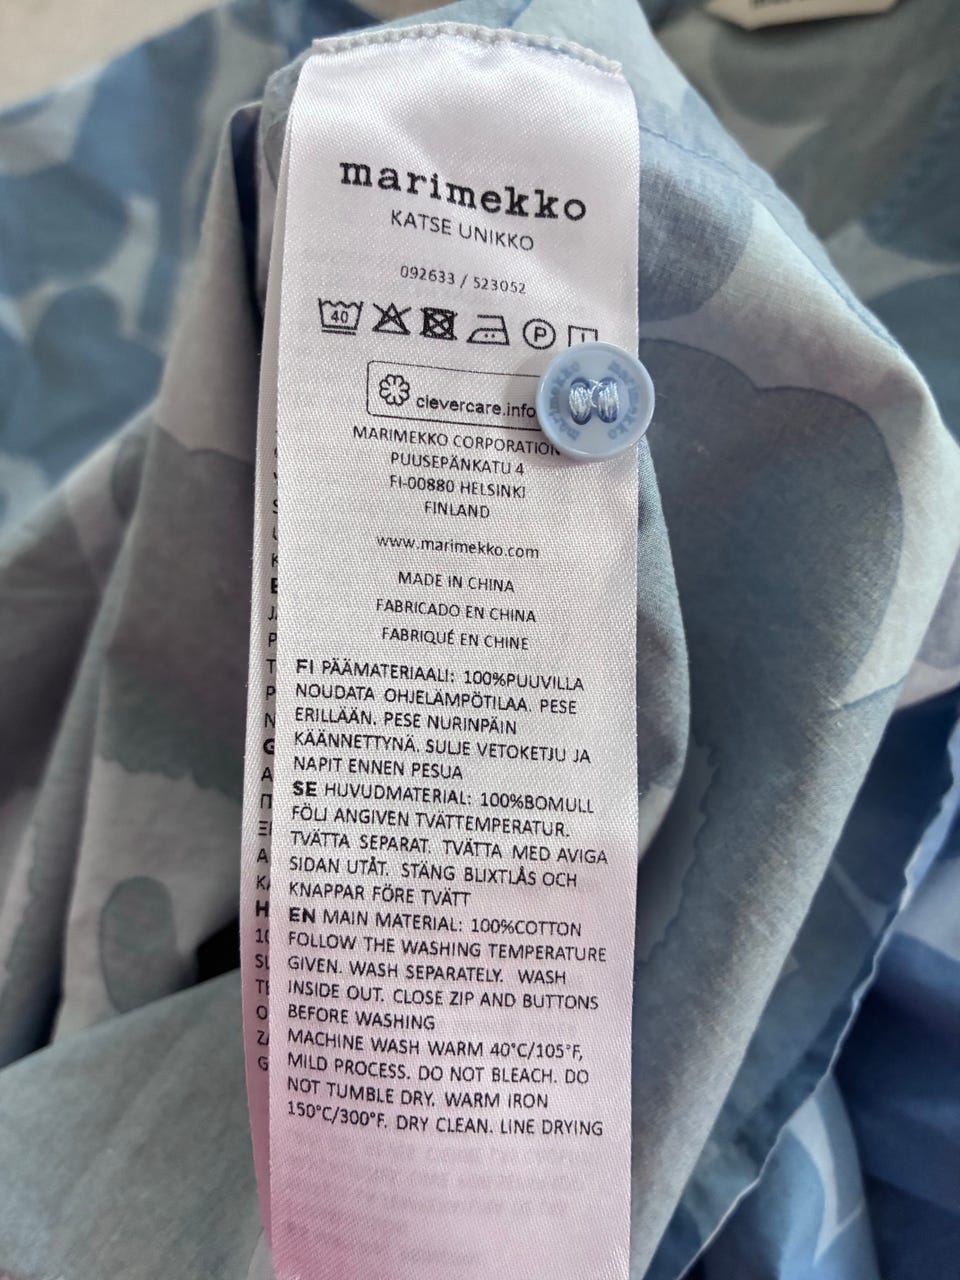 marimekko
KATSE UNIKKO
092633 / 523052
40
P
clevercare.info
MARIMEKKO CORPORATION
PUUSEPÄNKATU 4
FI-00880 HELSINKI
FINLAND
www.marimekko.com
MADE IN CHINA
FABRICADO EN CHINA
FABRIQUÉ EN CHINE
FI PÄÄMATERIAALI: 100%PUUVILLA
NOUDATA OHJELÄMPÖTILAA. PESE
ERILLÄÄN. PESE NURINPÄIN
KÄÄNNETTYNÄ. SULJE VETOKETJU JA
NAPIT ENNEN PESUA
SE HUVUDMATERIAL: 100%BOMULL
FÖLJ ANGIVEN TVÄTTEMPERATUR.
TVÄTTA SEPARAT. TVÄTTA MED AVIGA
SIDAN UTÅT. STÄNG BLIXTLÅS OCH
KNAPPAR FÖRE TVÄTT
EN MAIN MATERIAL: 100%COTTON
FOLLOW THE WASHING TEMPERATURE
GIVEN. WASH SEPARATELY. WASH
INSIDE OUT. CLOSE ZIP AND BUTTONS
BEFORE WASHING
MACHINE WASH WARM 40°C/105°F,
MILD PROCESS. DO NOT BLEACH. DO
NOT TUMBLE DRY. WARM IRON
150°C/300°F. DRY CLEAN. LINE DRYING
marimekko
marimekko